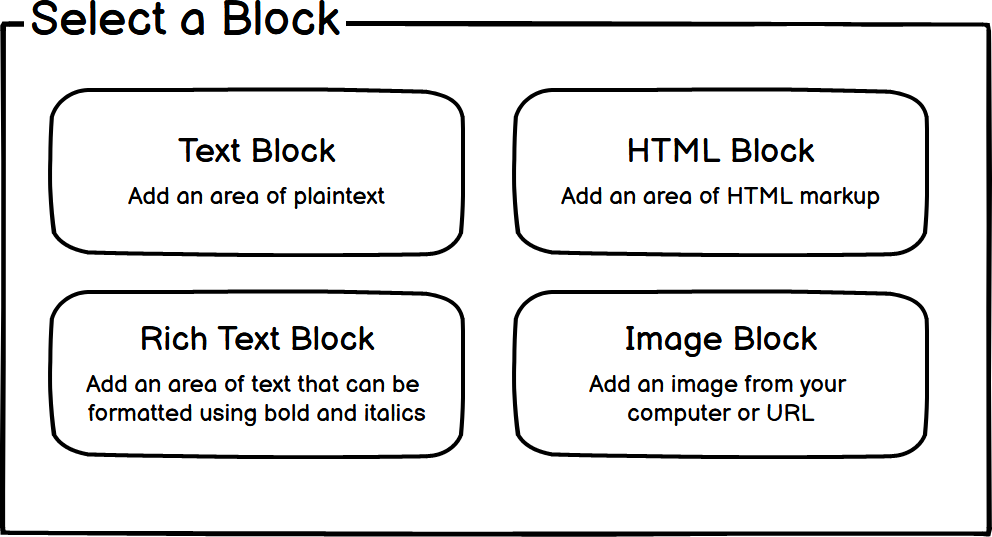 Select a Block
Text Block
Add an area of plaintext
HTML Block
Add an area of HTML markup
Rich Text Block
Add an area of text that can be
formatted using bold and italics
Image Block
Add an image from your
computer or URL